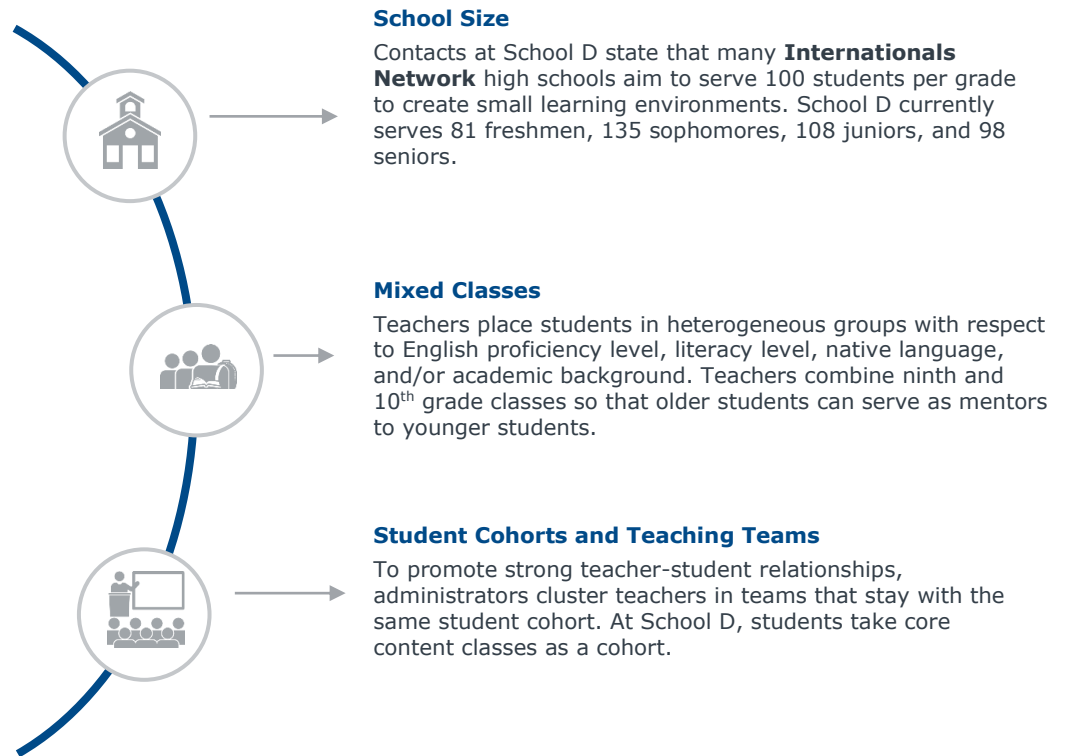 School Size
Contacts at School D state that many Internationals
Network high schools aim to serve 100 students per grade
to create small learning environments. School D currently
serves 81 freshmen, 135 sophomores, 108 juniors, and 98
seniors.
Mixed Classes
Teachers place students in heterogeneous groups with respect
to English proficiency level, literacy level, native language,
and/or academic background. Teachers combine ninth and
10th grade classes so that older students can serve as mentors
to younger students.
Student Cohorts and Teaching Teams
To promote strong teacher-student relationships,
administrators cluster teachers in teams that stay with the
same student cohort. At School D, students take core
content classes as a cohort.